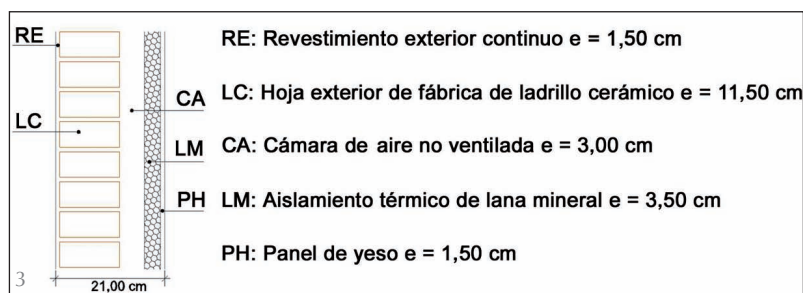 RE
RE: Revestimiento exterior continuo e = 1,50 cm
CA
LC: Hoja exterior de fábrica de ladrillo cerámico e = 11,50 cm
LC
LM
CA: Cámara de aire no ventilada e = 3,00 cm
PH
LM: Aislamiento térmico de lana mineral e = 3,50 cm
PH: Panel de yeso e = 1,50 cm
3
21,00 cm